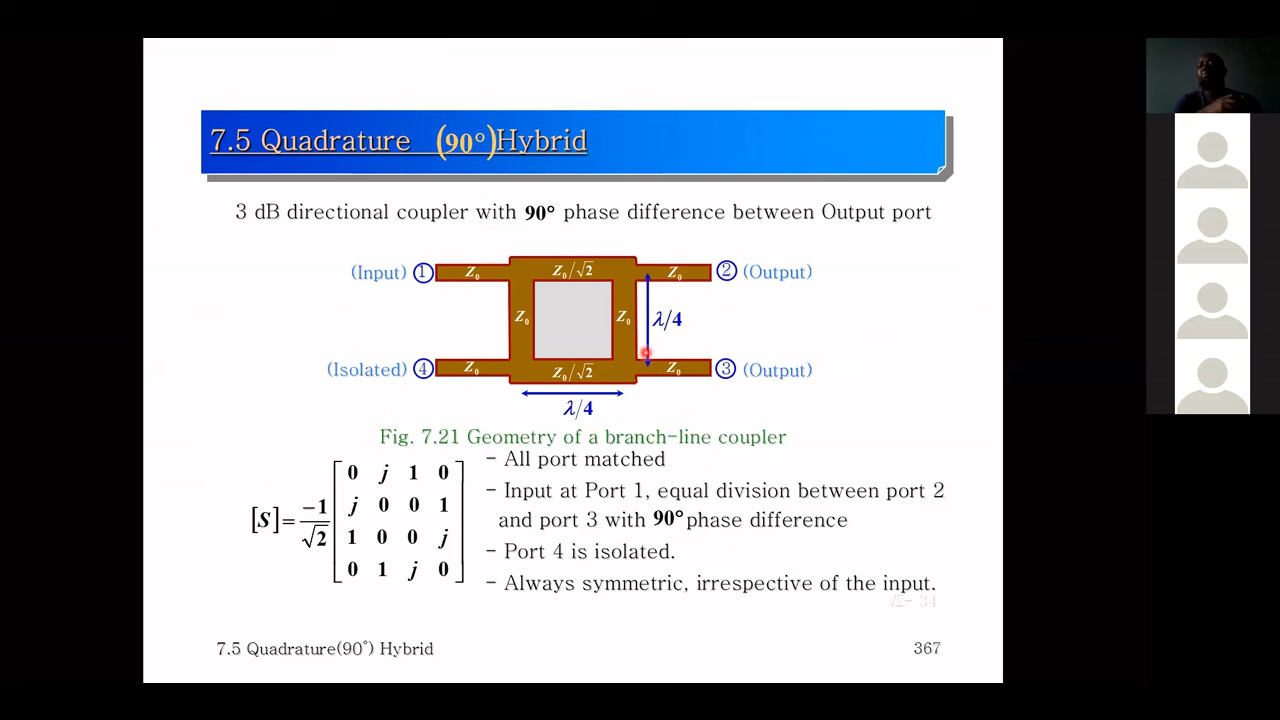 7.5 Quadrature (90°)Hybrid
3 dB directional coupler with 90° phase difference between Output port
(Input) ① Z₀ Z₀/√2 Z₀ ② (Output)
Z₀ Z₀ λ/4
(Isolated) ④ Z₀ Z₀/√2 Z₀ ③ (Output)
λ/4
Fig. 7.21 Geometry of a branch-line coupler
[S] = −1/√2
0 j 1 0
j 0 0 1
1 0 0 j
0 1 j 0
- All port matched
- Input at Port 1, equal division between port 2
and port 3 with 90° phase difference
- Port 4 is isolated.
- Always symmetric, irrespective of the input.
7.5 Quadrature(90°) Hybrid
367